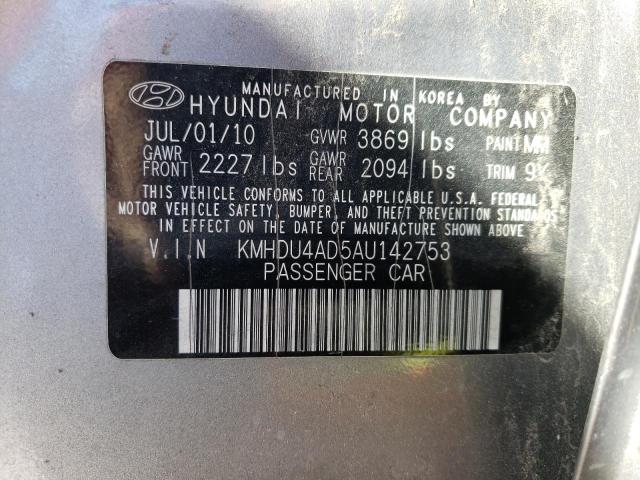 MANUFACTURED IN KOREA BY
HYUNDAI MOTOR COMPANY
JUL/01/10 GVWR 3869 lbs PAINT MM
GAWR FRONT 2227 lbs GAWR REAR 2094 lbs TRIM 9Y
THIS VEHICLE CONFORMS TO ALL APPLICABLE U.S.A. FEDERAL
MOTOR VEHICLE SAFETY, BUMPER, AND THEFT PREVENTION STANDARDS
IN EFFECT ON THE DATE OF MANUFACTURE SHOWN ABOVE
V.I.N KMHDU4AD5AU142753
PASSENGER CAR